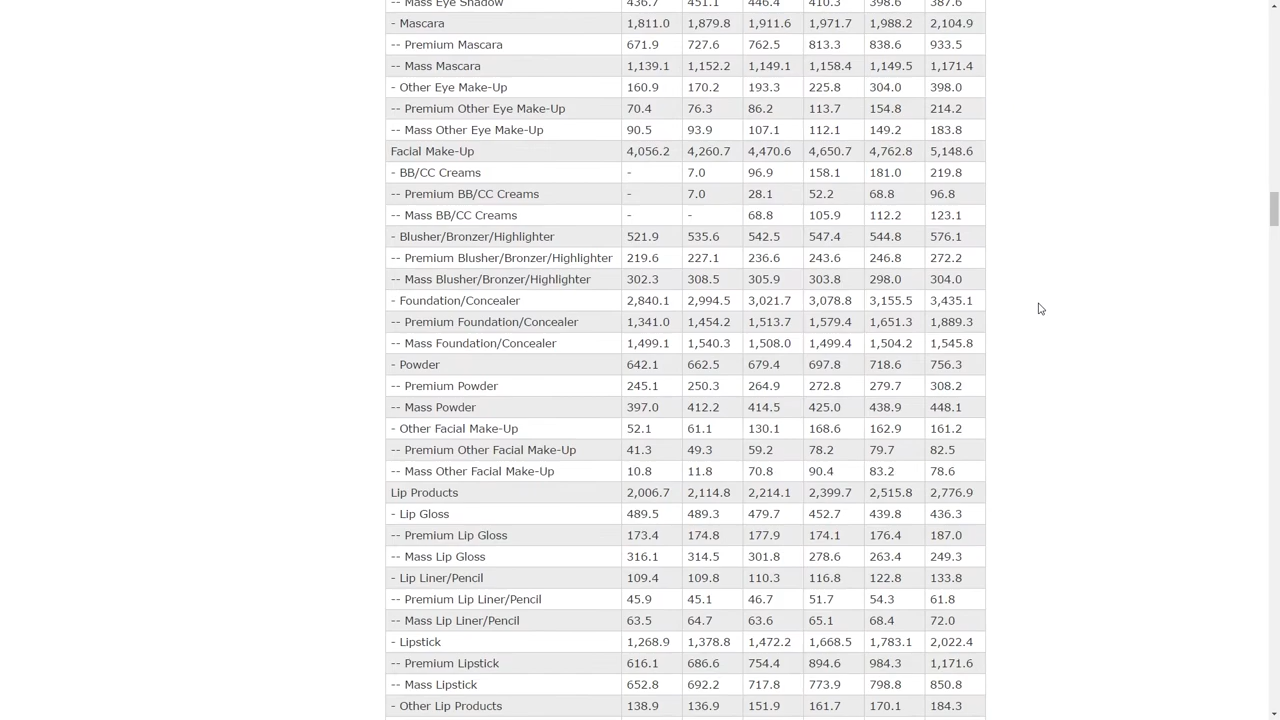 -- Mass Eye Shadow 436.7 451.1 446.4 410.3 398.6 387.6
- Mascara 1,811.0 1,879.8 1,911.6 1,971.7 1,988.2 2,104.9
-- Premium Mascara 671.9 727.6 762.5 813.3 838.6 933.5
-- Mass Mascara 1,139.1 1,152.2 1,149.1 1,158.4 1,149.5 1,171.4
- Other Eye Make-Up 160.9 170.2 193.3 225.8 304.0 398.0
-- Premium Other Eye Make-Up 70.4 76.3 86.2 113.7 154.8 214.2
-- Mass Other Eye Make-Up 90.5 93.9 107.1 112.1 149.2 183.8
Facial Make-Up 4,056.2 4,260.7 4,470.6 4,650.7 4,762.8 5,148.6
- BB/CC Creams - 7.0 96.9 158.1 181.0 219.8
-- Premium BB/CC Creams - 7.0 28.1 52.2 68.8 96.8
-- Mass BB/CC Creams - - 68.8 105.9 112.2 123.1
- Blusher/Bronzer/Highlighter 521.9 535.6 542.5 547.4 544.8 576.1
-- Premium Blusher/Bronzer/Highlighter 219.6 227.1 236.6 243.6 246.8 272.2
-- Mass Blusher/Bronzer/Highlighter 302.3 308.5 305.9 303.8 298.0 304.0
- Foundation/Concealer 2,840.1 2,994.5 3,021.7 3,078.8 3,155.5 3,435.1
-- Premium Foundation/Concealer 1,341.0 1,454.2 1,513.7 1,579.4 1,651.3 1,889.3
-- Mass Foundation/Concealer 1,499.1 1,540.3 1,508.0 1,499.4 1,504.2 1,545.8
- Powder 642.1 662.5 679.4 697.8 718.6 756.3
-- Premium Powder 245.1 250.3 264.9 272.8 279.7 308.2
-- Mass Powder 397.0 412.2 414.5 425.0 438.9 448.1
- Other Facial Make-Up 52.1 61.1 130.1 168.6 162.9 161.2
-- Premium Other Facial Make-Up 41.3 49.3 59.2 78.2 79.7 82.5
-- Mass Other Facial Make-Up 10.8 11.8 70.8 90.4 83.2 78.6
Lip Products 2,006.7 2,114.8 2,214.1 2,399.7 2,515.8 2,776.9
- Lip Gloss 489.5 489.3 479.7 452.7 439.8 436.3
-- Premium Lip Gloss 173.4 174.8 177.9 174.1 176.4 187.0
-- Mass Lip Gloss 316.1 314.5 301.8 278.6 263.4 249.3
- Lip Liner/Pencil 109.4 109.8 110.3 116.8 122.8 133.8
-- Premium Lip Liner/Pencil 45.9 45.1 46.7 51.7 54.3 61.8
-- Mass Lip Liner/Pencil 63.5 64.7 63.6 65.1 68.4 72.0
- Lipstick 1,268.9 1,378.8 1,472.2 1,668.5 1,783.1 2,022.4
-- Premium Lipstick 616.1 686.6 754.4 894.6 984.3 1,171.6
-- Mass Lipstick 652.8 692.2 717.8 773.9 798.8 850.8
- Other Lip Products 138.9 136.9 151.9 161.7 170.1 184.3